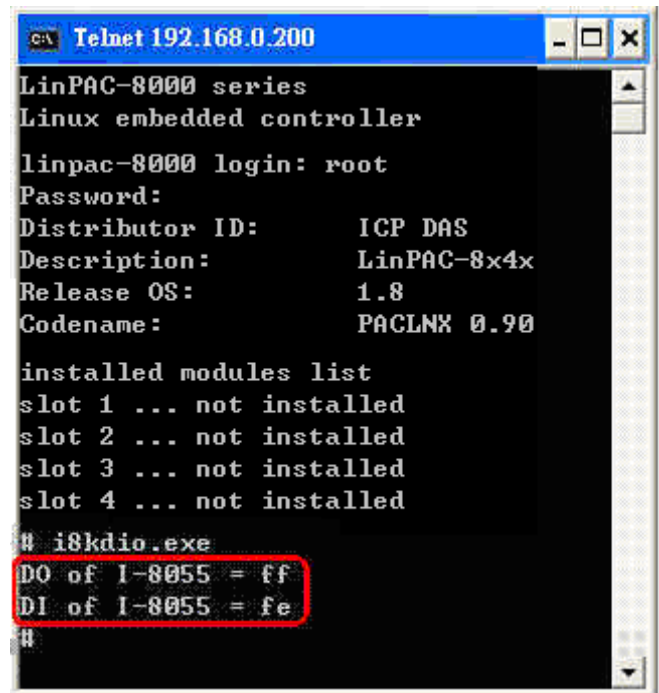 Telnet 192.168.0.200
LinPAC-8000 series
Linux embedded controller
linpac-8000 login: root
Password:
Distributor ID: ICP DAS
Description: LinPAC-8x4x
Release OS: 1.8
Codename: PACLNX 0.90
installed modules list
slot 1 ... not installed
slot 2 ... not installed
slot 3 ... not installed
slot 4 ... not installed
# i8kdio.exe
DO of I-8055 = ff
DI of I-8055 = fe
#